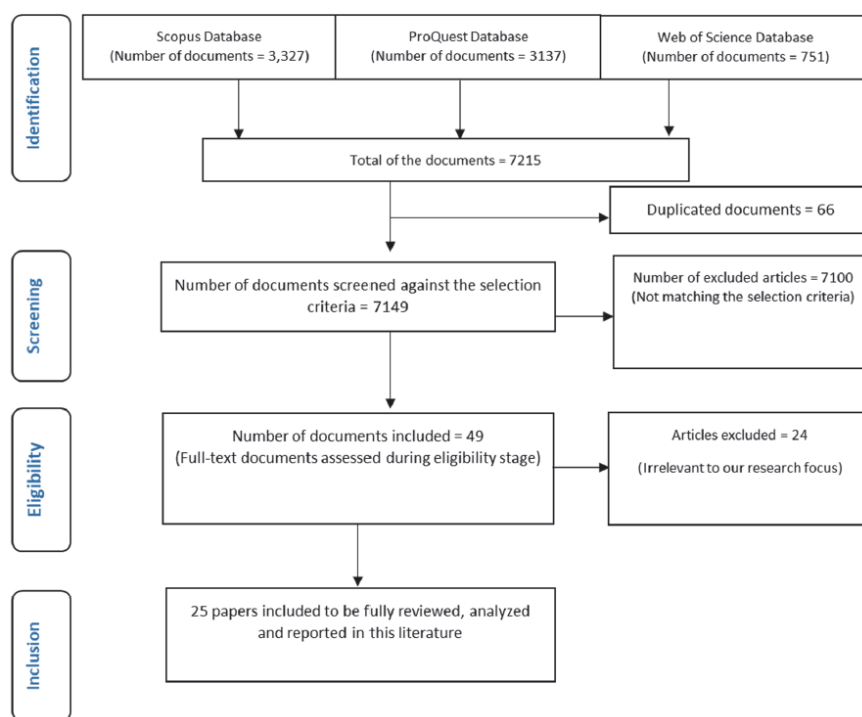 Identification
Scopus Database
(Number of documents = 3,327)
ProQuest Database
(Number of documents = 3137)
Web of Science Database
(Number of documents = 751)
Total of the documents = 7215
Duplicated documents = 66
Screening
Number of documents screened against the selection
criteria = 7149
Number of excluded articles = 7100
(Not matching the selection criteria)
Eligibility
Number of documents included = 49
(Full-text documents assessed during eligibility stage)
Articles excluded = 24
(Irrelevant to our research focus)
Inclusion
25 papers included to be fully reviewed, analyzed
and reported in this literature